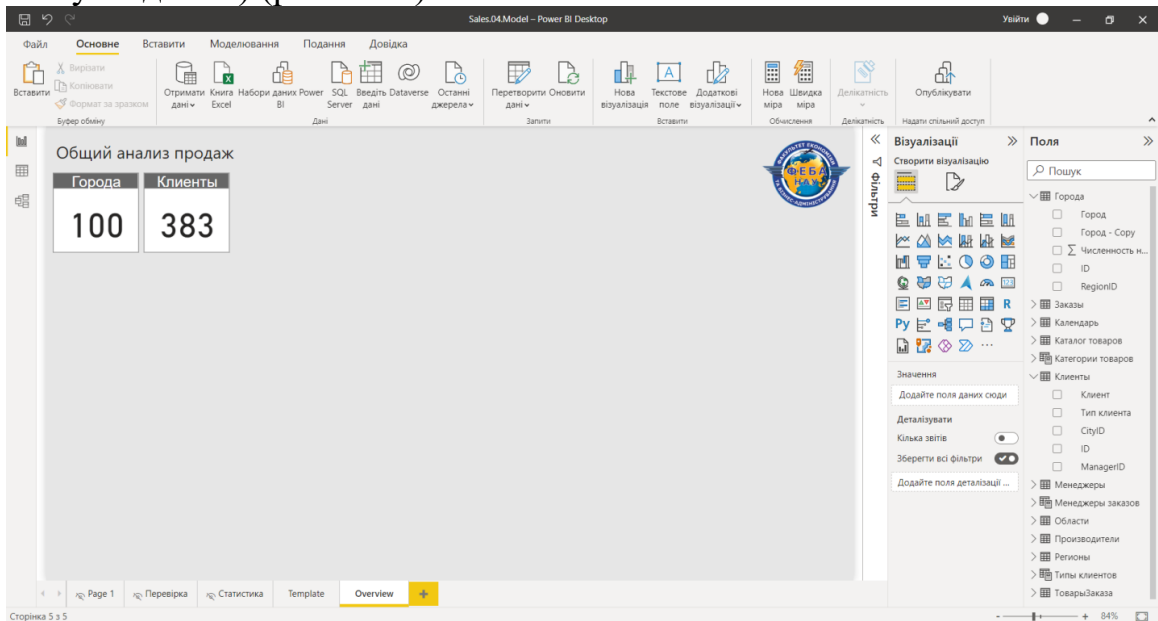 Sales.04.Model – Power BI Desktop
Увійти
Файл Основне Вставити Моделювання Подання Довідка
Вставити
Вирізати
Копіювати
Формат за зразком
Буфер обміну
Отримати дані
Книга Excel
Набори даних Power BI
SQL Server
Введіть дані
Dataverse
Останні джерела
Дані
Перетворити дані
Оновити
Запити
Нова візуалізація
Текстове поле
Додаткові візуалізації
Вставити
Нова міра
Швидка міра
Обчислення
Делікатність
Делікатність
Опублікувати
Надати спільний доступ
Общий анализ продаж
Города Клиенты
100 383
ФЕБА
НАУ
Фільтри
Візуалізації
Створити візуалізацію
R
Py
Значення
Додайте поля даних сюди
Деталізувати
Кілька звітів
Зберегти всі фільтри
Додайте поля деталізації ...
Поля
Пошук
Города
Город
Город - Copy
Численность н...
ID
RegionID
Заказы
Календарь
Каталог товаров
Категории товаров
Клиенты
Клиент
Тип клиента
CityID
ID
ManagerID
Менеджеры
Менеджеры заказов
Области
Производители
Регионы
Типы клиентов
ТоварыЗаказа
Page 1 Перевірка Статистика Template Overview
Сторінка 5 з 5
84%